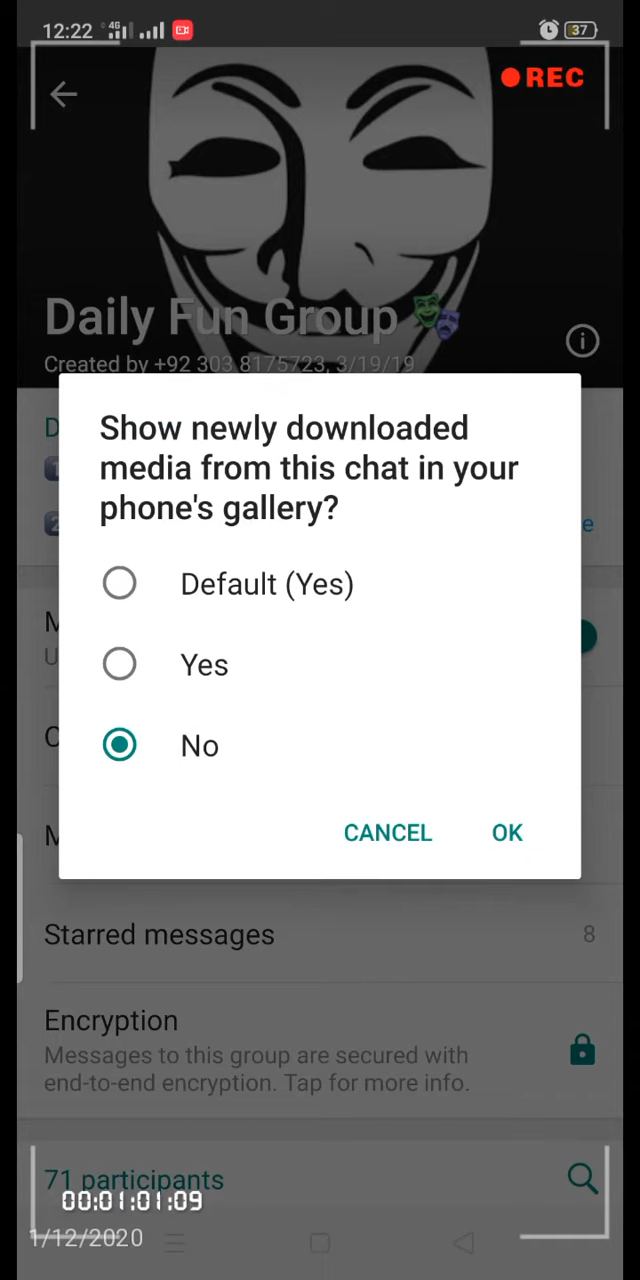 12:22 4G 37
REC
Daily Fun Group
Created by +92 303 8175723, 3/19/19
D
Show newly downloaded
media from this chat in your
phone's gallery?
e
Default (Yes)
M
U
Yes
C
No
M
CANCEL OK
Starred messages 8
Encryption
Messages to this group are secured with
end-to-end encryption. Tap for more info.
71 participants
00:01:01:09
1/12/2020